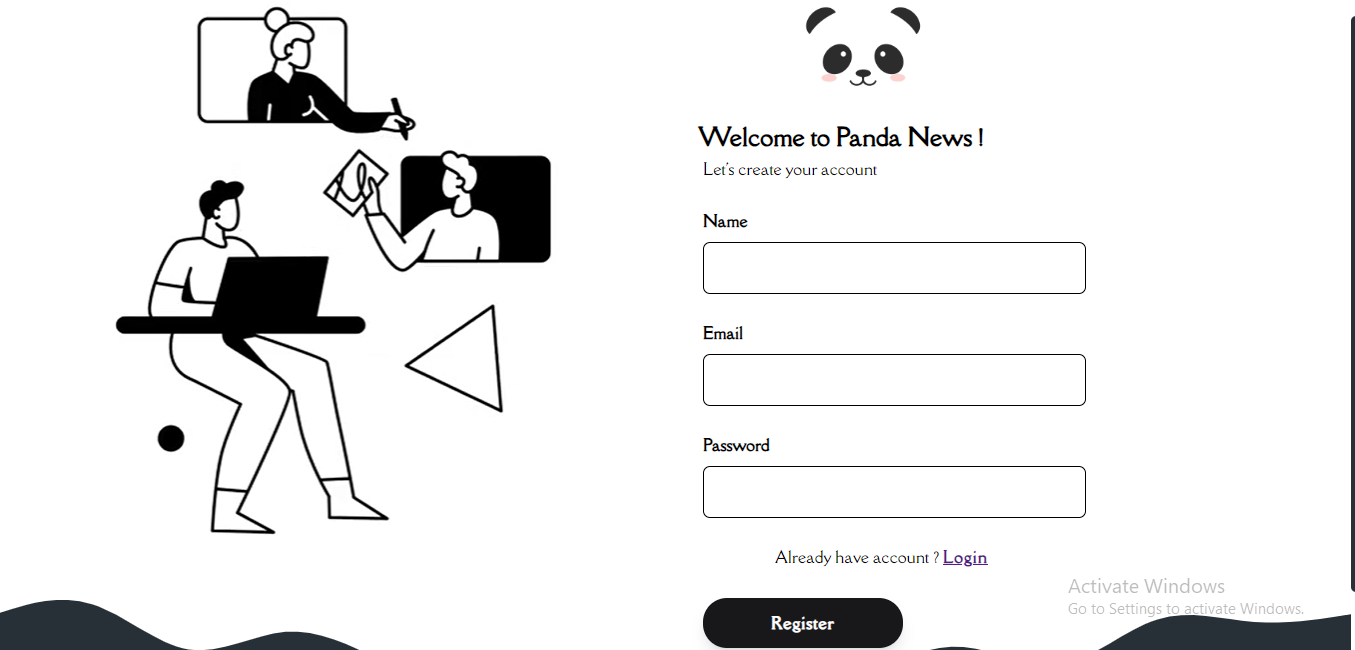 Welcome to Panda News !
Let's create your account
Name
Email
Password
Already have account ? Login
Register
Activate Windows
Go to Settings to activate Windows.